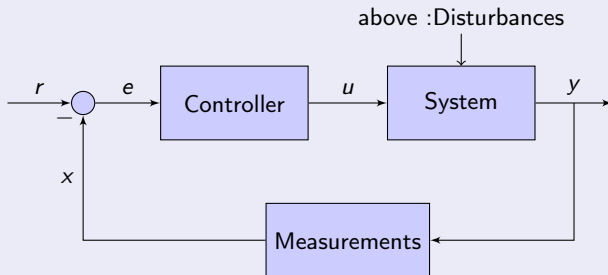 above :Disturbances
r
e
Controller
u
System
y
−
x
Measurements